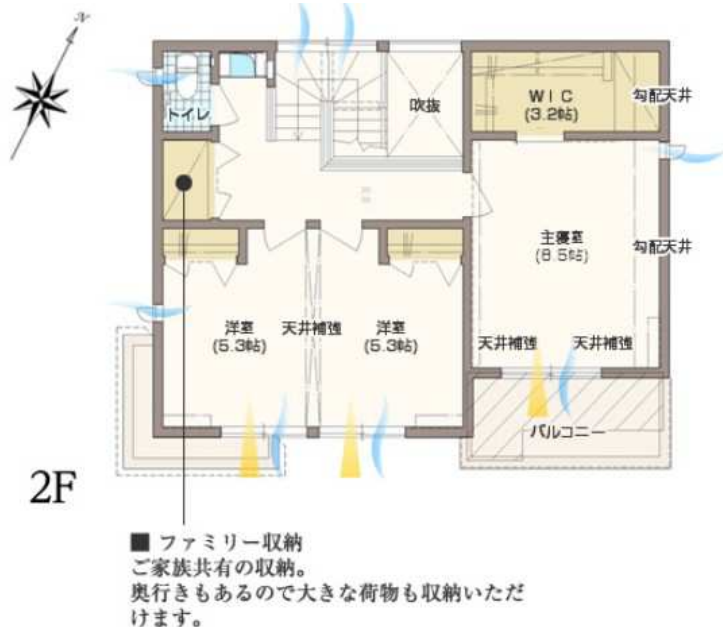 N
トイレ
吹抜
WIC
(3.2帖)
勾配天井
主寝室
(8.5帖)
勾配天井
洋室
(5.3帖)
天井補強
洋室
(5.3帖)
天井補強
天井補強
バルコニー
2F
■ ファミリー収納
ご家族共有の収納。
奥行きもあるので大きな荷物も収納いただ
けます。